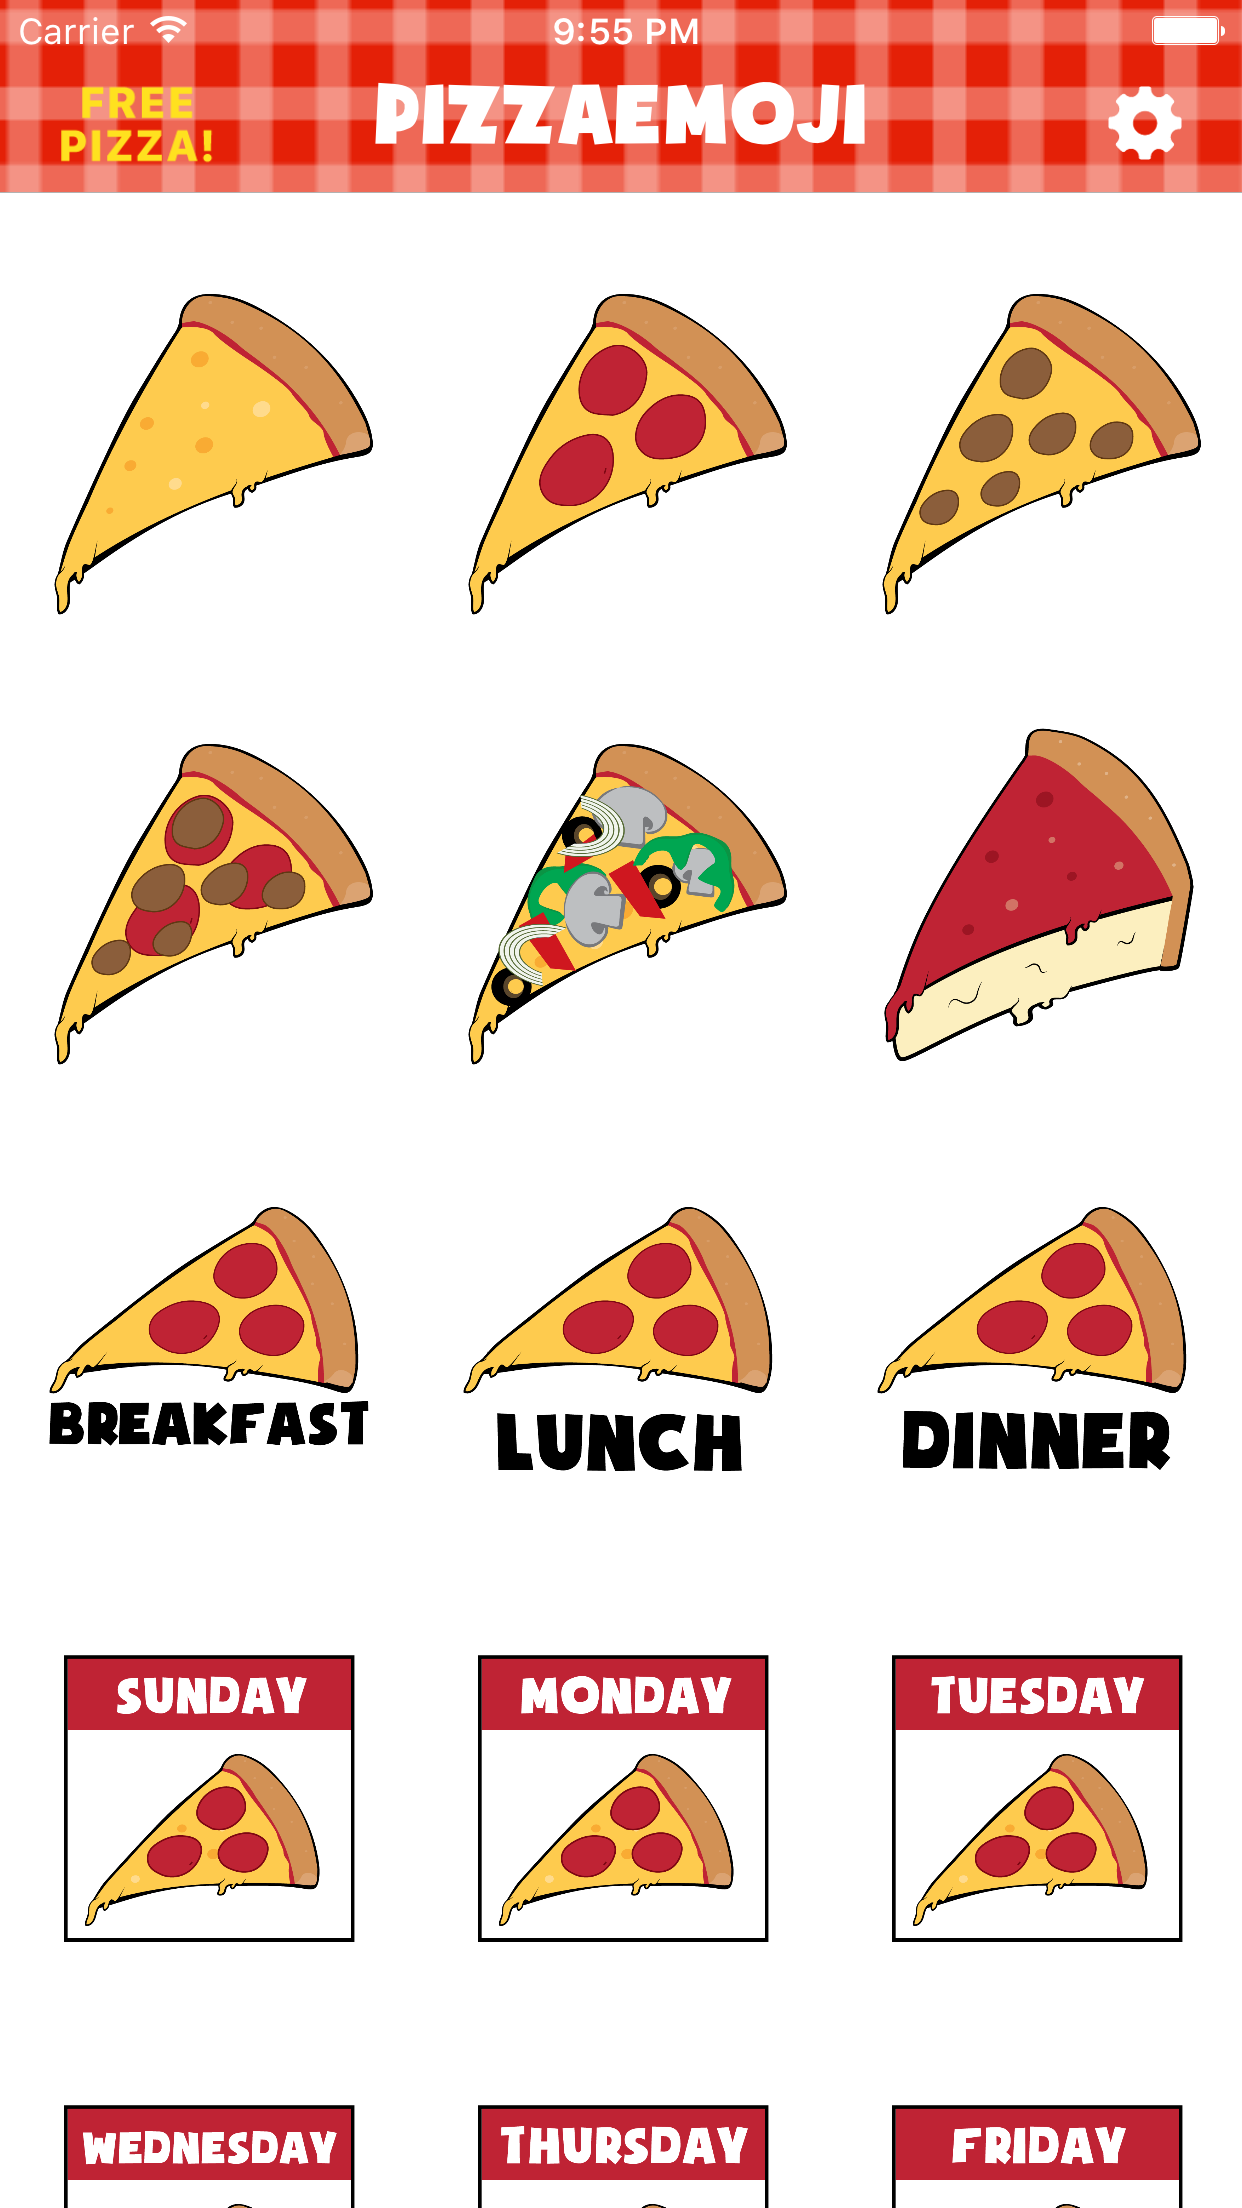 Carrier
9:55 PM
FREE
PIZZA!
PIZZAEMOJI
BREAKFAST
LUNCH
DINNER
SUNDAY
MONDAY
TUESDAY
WEDNESDAY
THURSDAY
FRIDAY